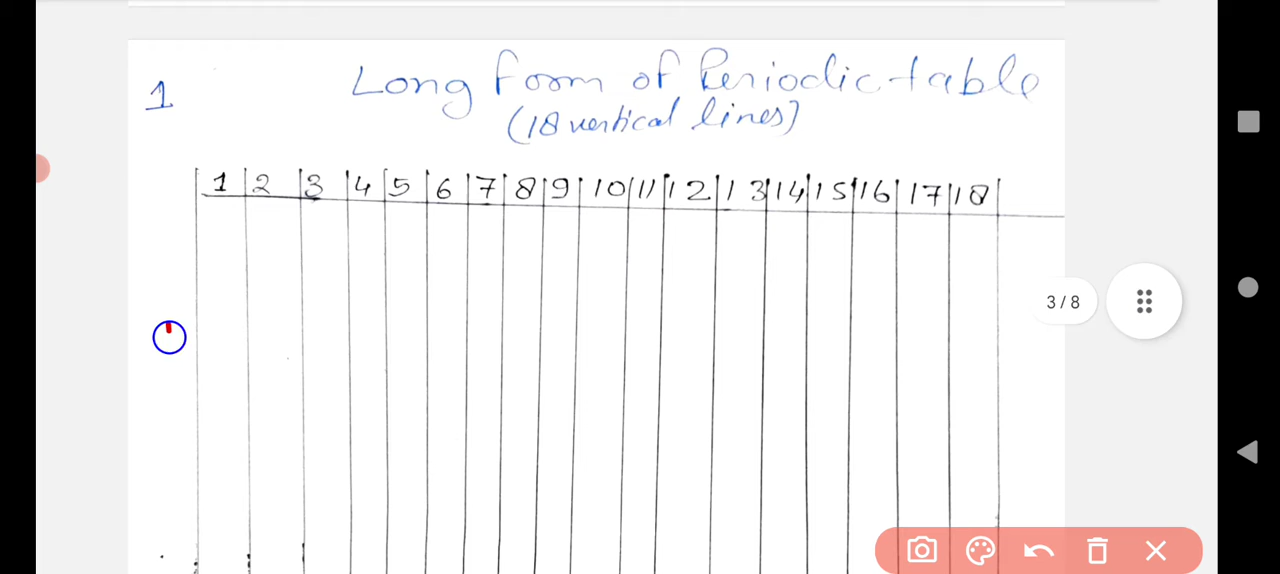 1 Long form of Periodic table
(18 vertical lines)
1 2 3 4 5 6 7 8 9 10 11 12 13 14 15 16 17 18
3 / 8